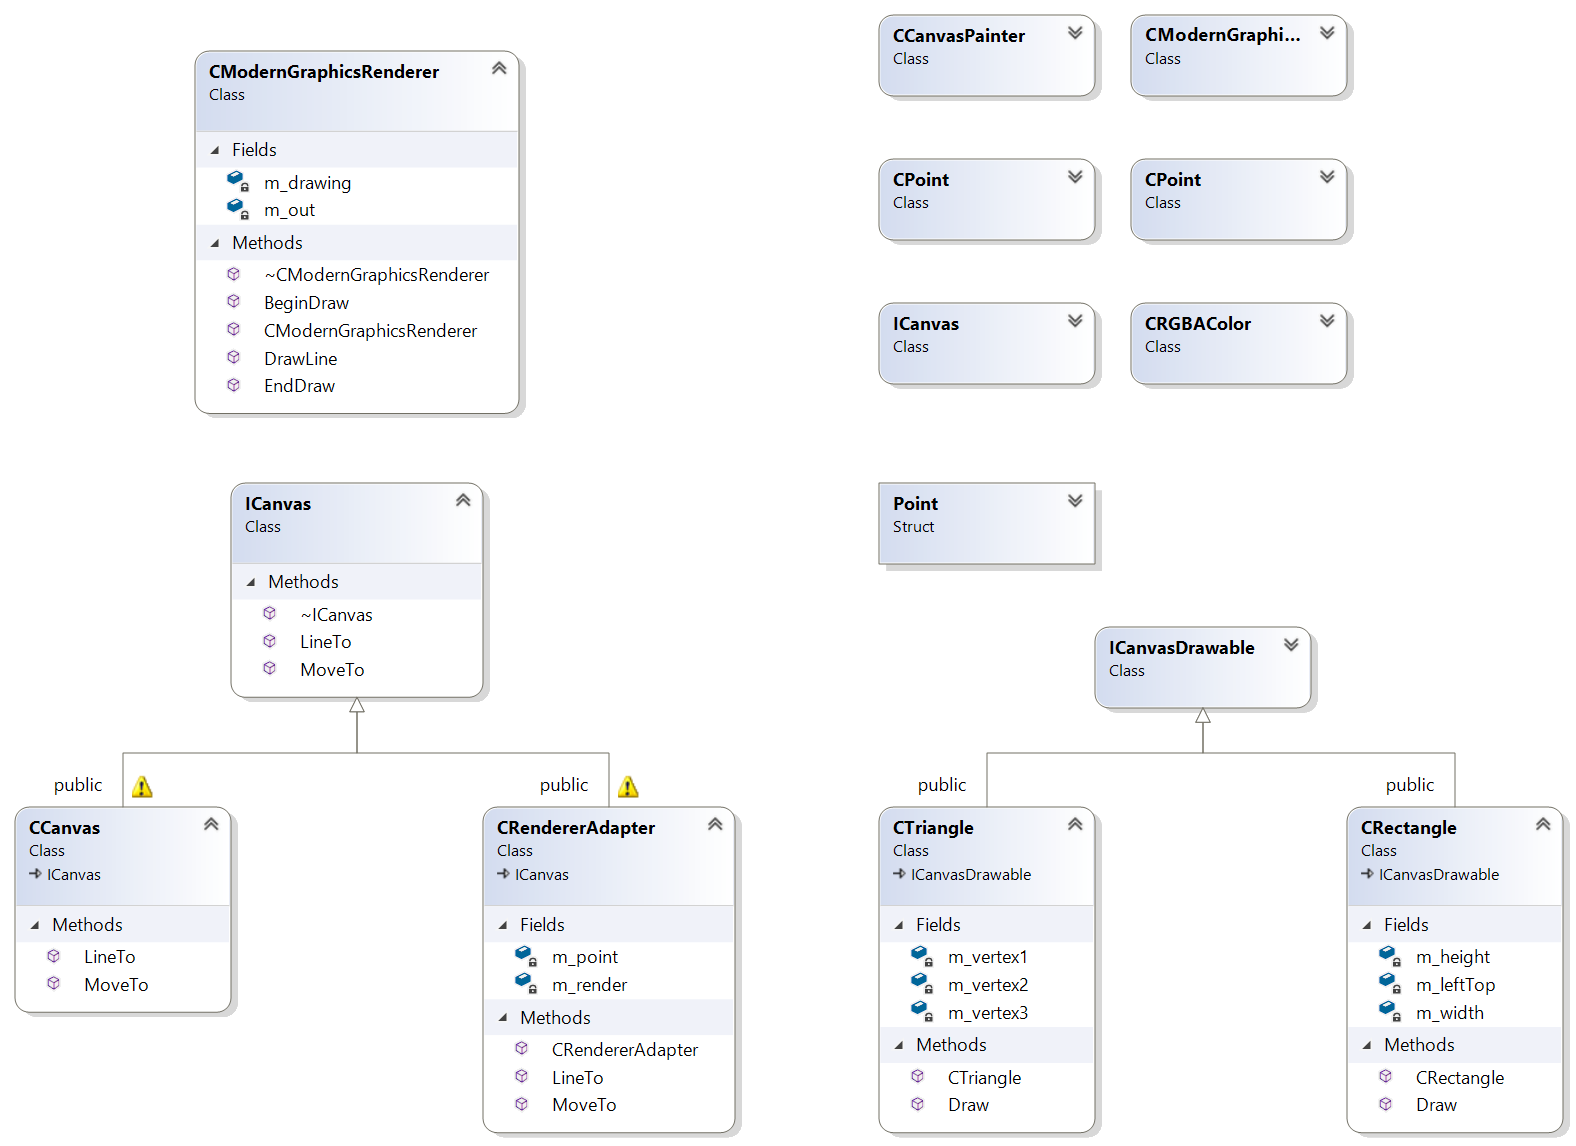 CModernGraphicsRenderer
Class
Fields
m_drawing
m_out
Methods
~CModernGraphicsRenderer
BeginDraw
CModernGraphicsRenderer
DrawLine
EndDraw
CCanvasPainter
Class
CModernGraphi...
Class
CPoint
Class
CPoint
Class
ICanvas
Class
CRGBAColor
Class
Point
Struct
ICanvas
Class
Methods
~ICanvas
LineTo
MoveTo
public
CCanvas
Class
ICanvas
Methods
LineTo
MoveTo
public
CRendererAdapter
Class
ICanvas
Fields
m_point
m_render
Methods
CRendererAdapter
LineTo
MoveTo
ICanvasDrawable
Class
public
CTriangle
Class
ICanvasDrawable
Fields
m_vertex1
m_vertex2
m_vertex3
Methods
CTriangle
Draw
public
CRectangle
Class
ICanvasDrawable
Fields
m_height
m_leftTop
m_width
Methods
CRectangle
Draw